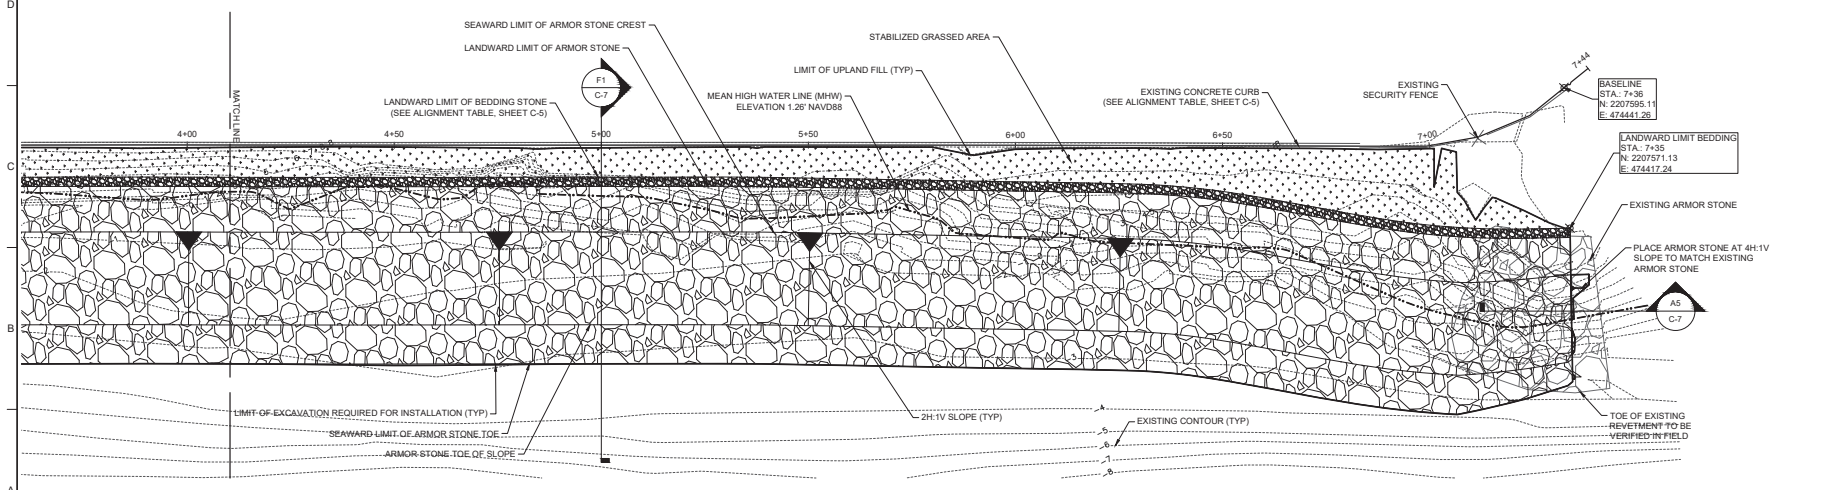 D
C
B
MATCHLINE
SEAWARD LIMIT OF ARMOR STONE CREST
LANDWARD LIMIT OF ARMOR STONE
STABILIZED GRASSED AREA
LIMIT OF UPLAND FILL (TYP)
F1
C-7
MEAN HIGH WATER LINE (MHW)
ELEVATION 1.26' NAVD88
LANDWARD LIMIT OF BEDDING STONE
(SEE ALIGNMENT TABLE, SHEET C-5)
EXISTING CONCRETE CURB
(SEE ALIGNMENT TABLE, SHEET C-5)
EXISTING
SECURITY FENCE
7+44
BASELINE
STA.: 7+36
N: 2207595.11
E: 474441.26
4+00
4+50
5+00
5+50
6+00
6+50
7+00
LANDWARD LIMIT BEDDING
STA.: 7+35
N: 2207571.13
E: 474417.24
EXISTING ARMOR STONE
PLACE ARMOR STONE AT 4H:1V
SLOPE TO MATCH EXISTING
ARMOR STONE
A5
C-7
-3
LIMIT OF EXCAVATION REQUIRED FOR INSTALLATION (TYP)
SEAWARD LIMIT OF ARMOR STONE TOE
ARMOR STONE TOE OF SLOPE
2H:1V SLOPE (TYP)
-4
-5
-6
-7
-8
EXISTING CONTOUR (TYP)
TOE OF EXISTING
REVETMENT TO BE
VERIFIED IN FIELD